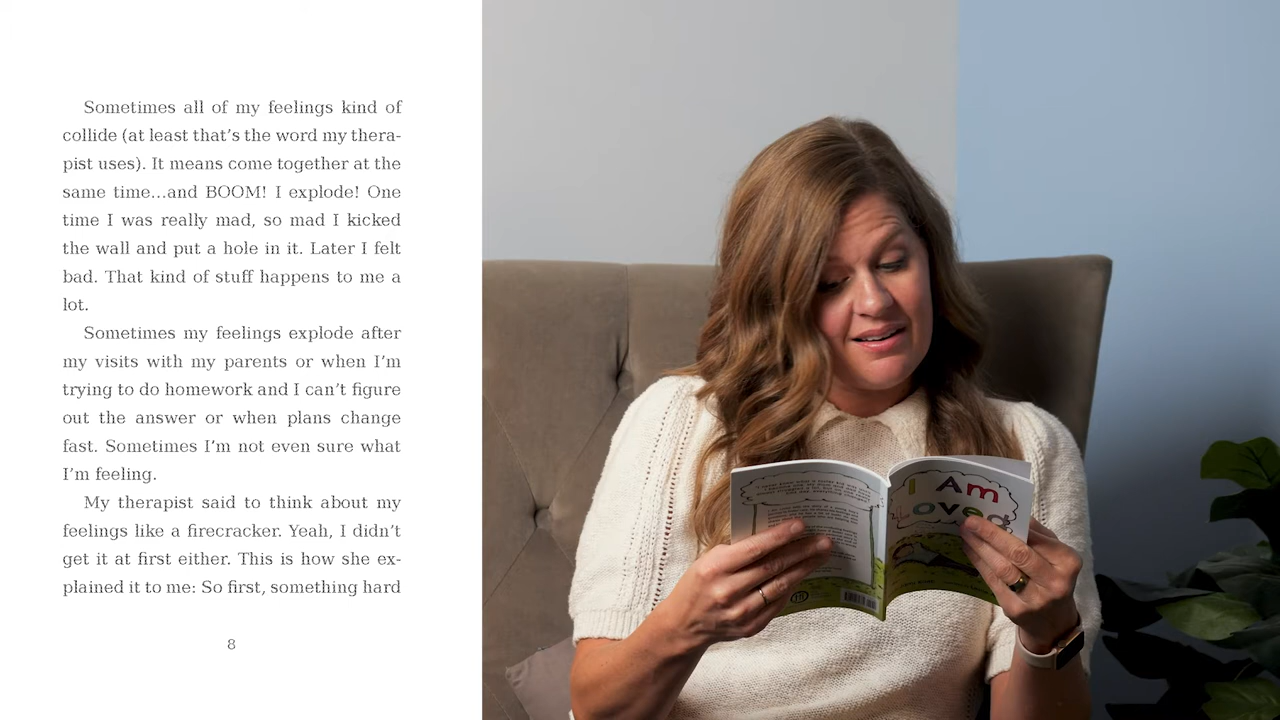 Sometimes all of my feelings kind of
collide (at least that’s the word my thera-
pist uses). It means come together at the
same time...and BOOM! I explode! One
time I was really mad, so mad I kicked
the wall and put a hole in it. Later I felt
bad. That kind of stuff happens to me a
lot.
Sometimes my feelings explode after
my visits with my parents or when I’m
trying to do homework and I can’t figure
out the answer or when plans change
fast. Sometimes I’m not even sure what
I’m feeling.
My therapist said to think about my
feelings like a firecracker. Yeah, I didn’t
get it at first either. This is how she ex-
plained it to me: So first, something hard
8
I Am
Loved